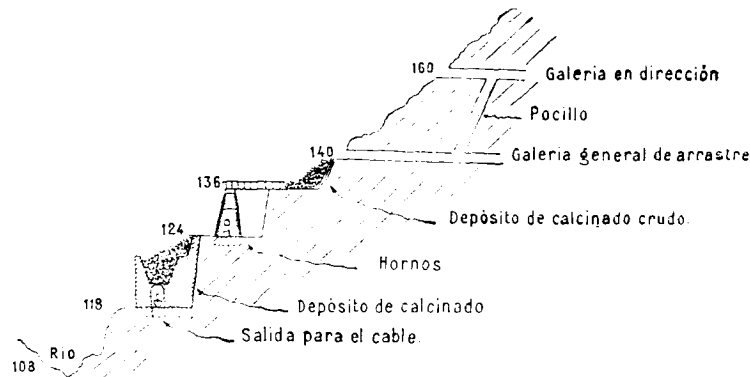 160
Galeria en dirección
Pocillo
140
Galeria general de arrastre
136
Depósito de calcinado crudo.
124
Hornos
118
Depósito de calcinado
Salida para el cable.
Rio
108